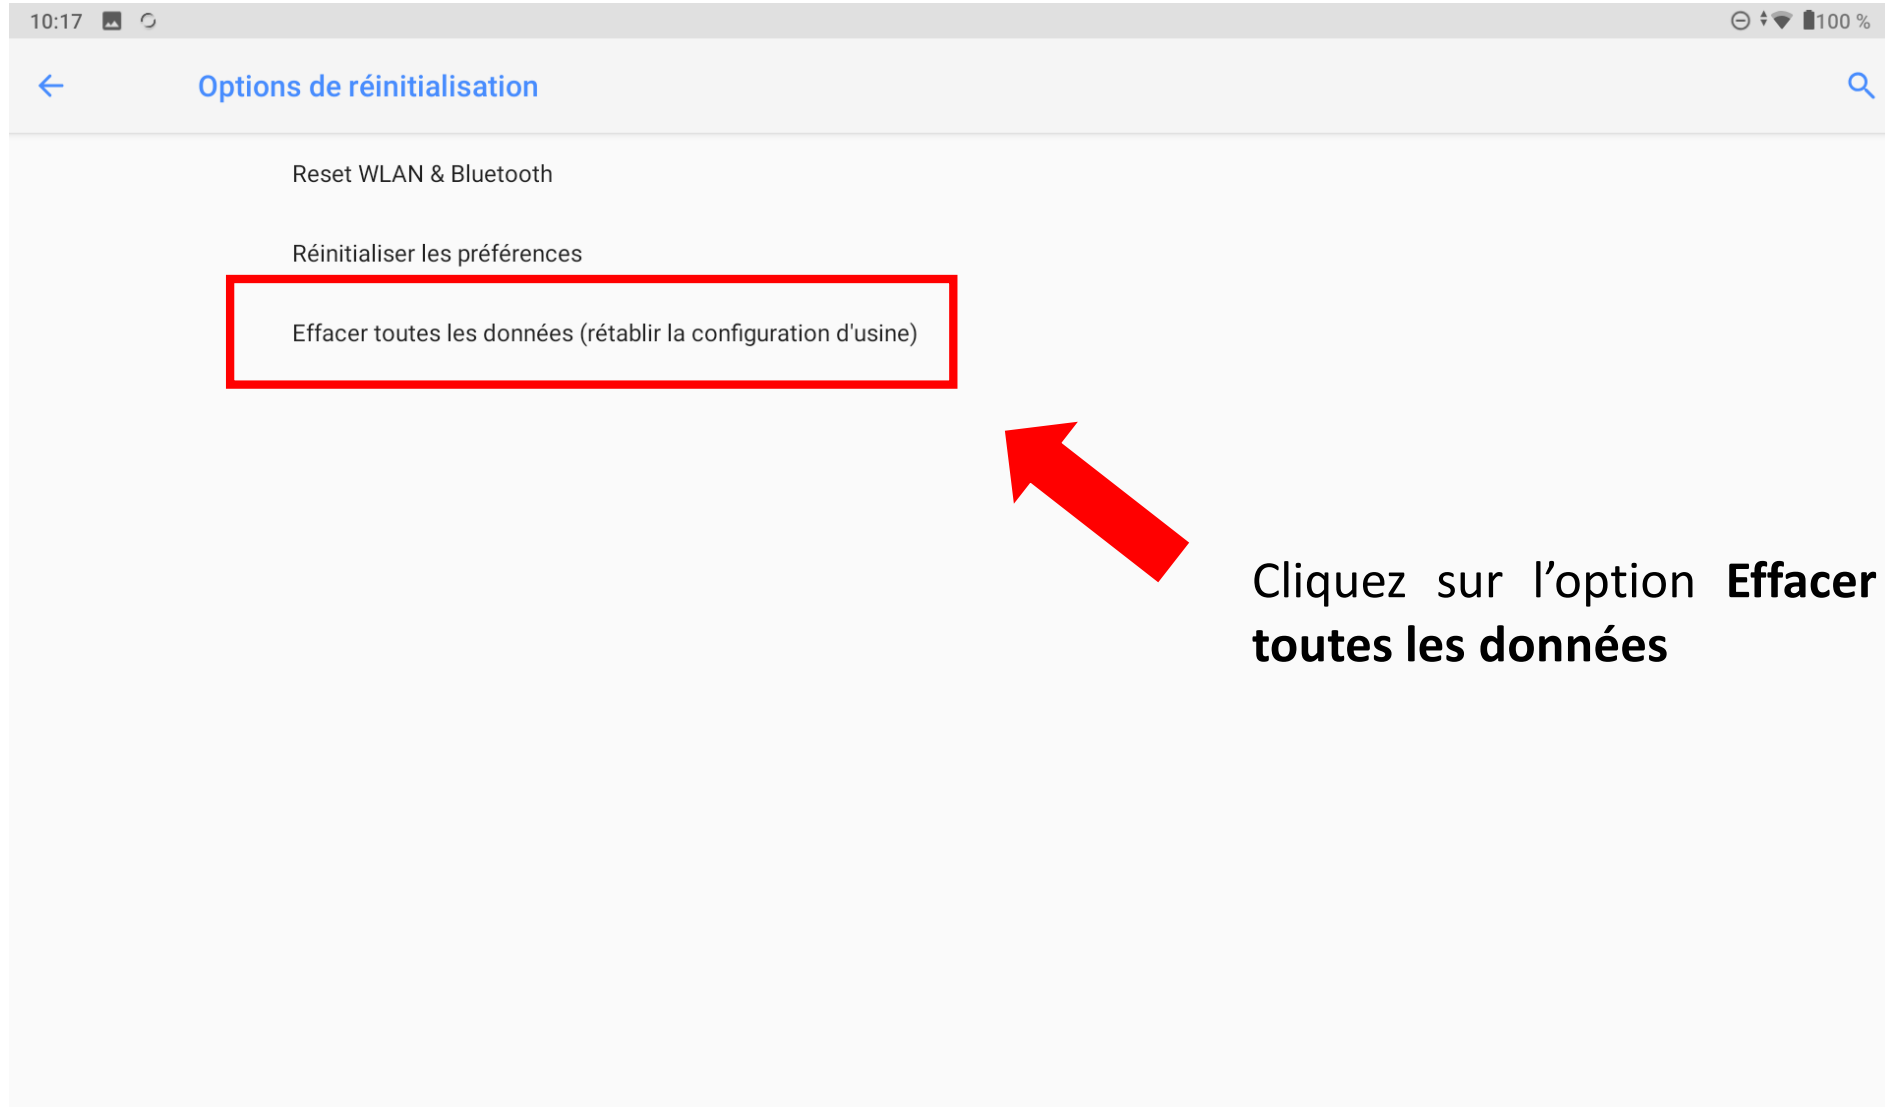 10:17 100 %
Options de réinitialisation
Reset WLAN & Bluetooth
Réinitialiser les préférences
Effacer toutes les données (rétablir la configuration d'usine)
Cliquez sur l’option Effacer
toutes les données